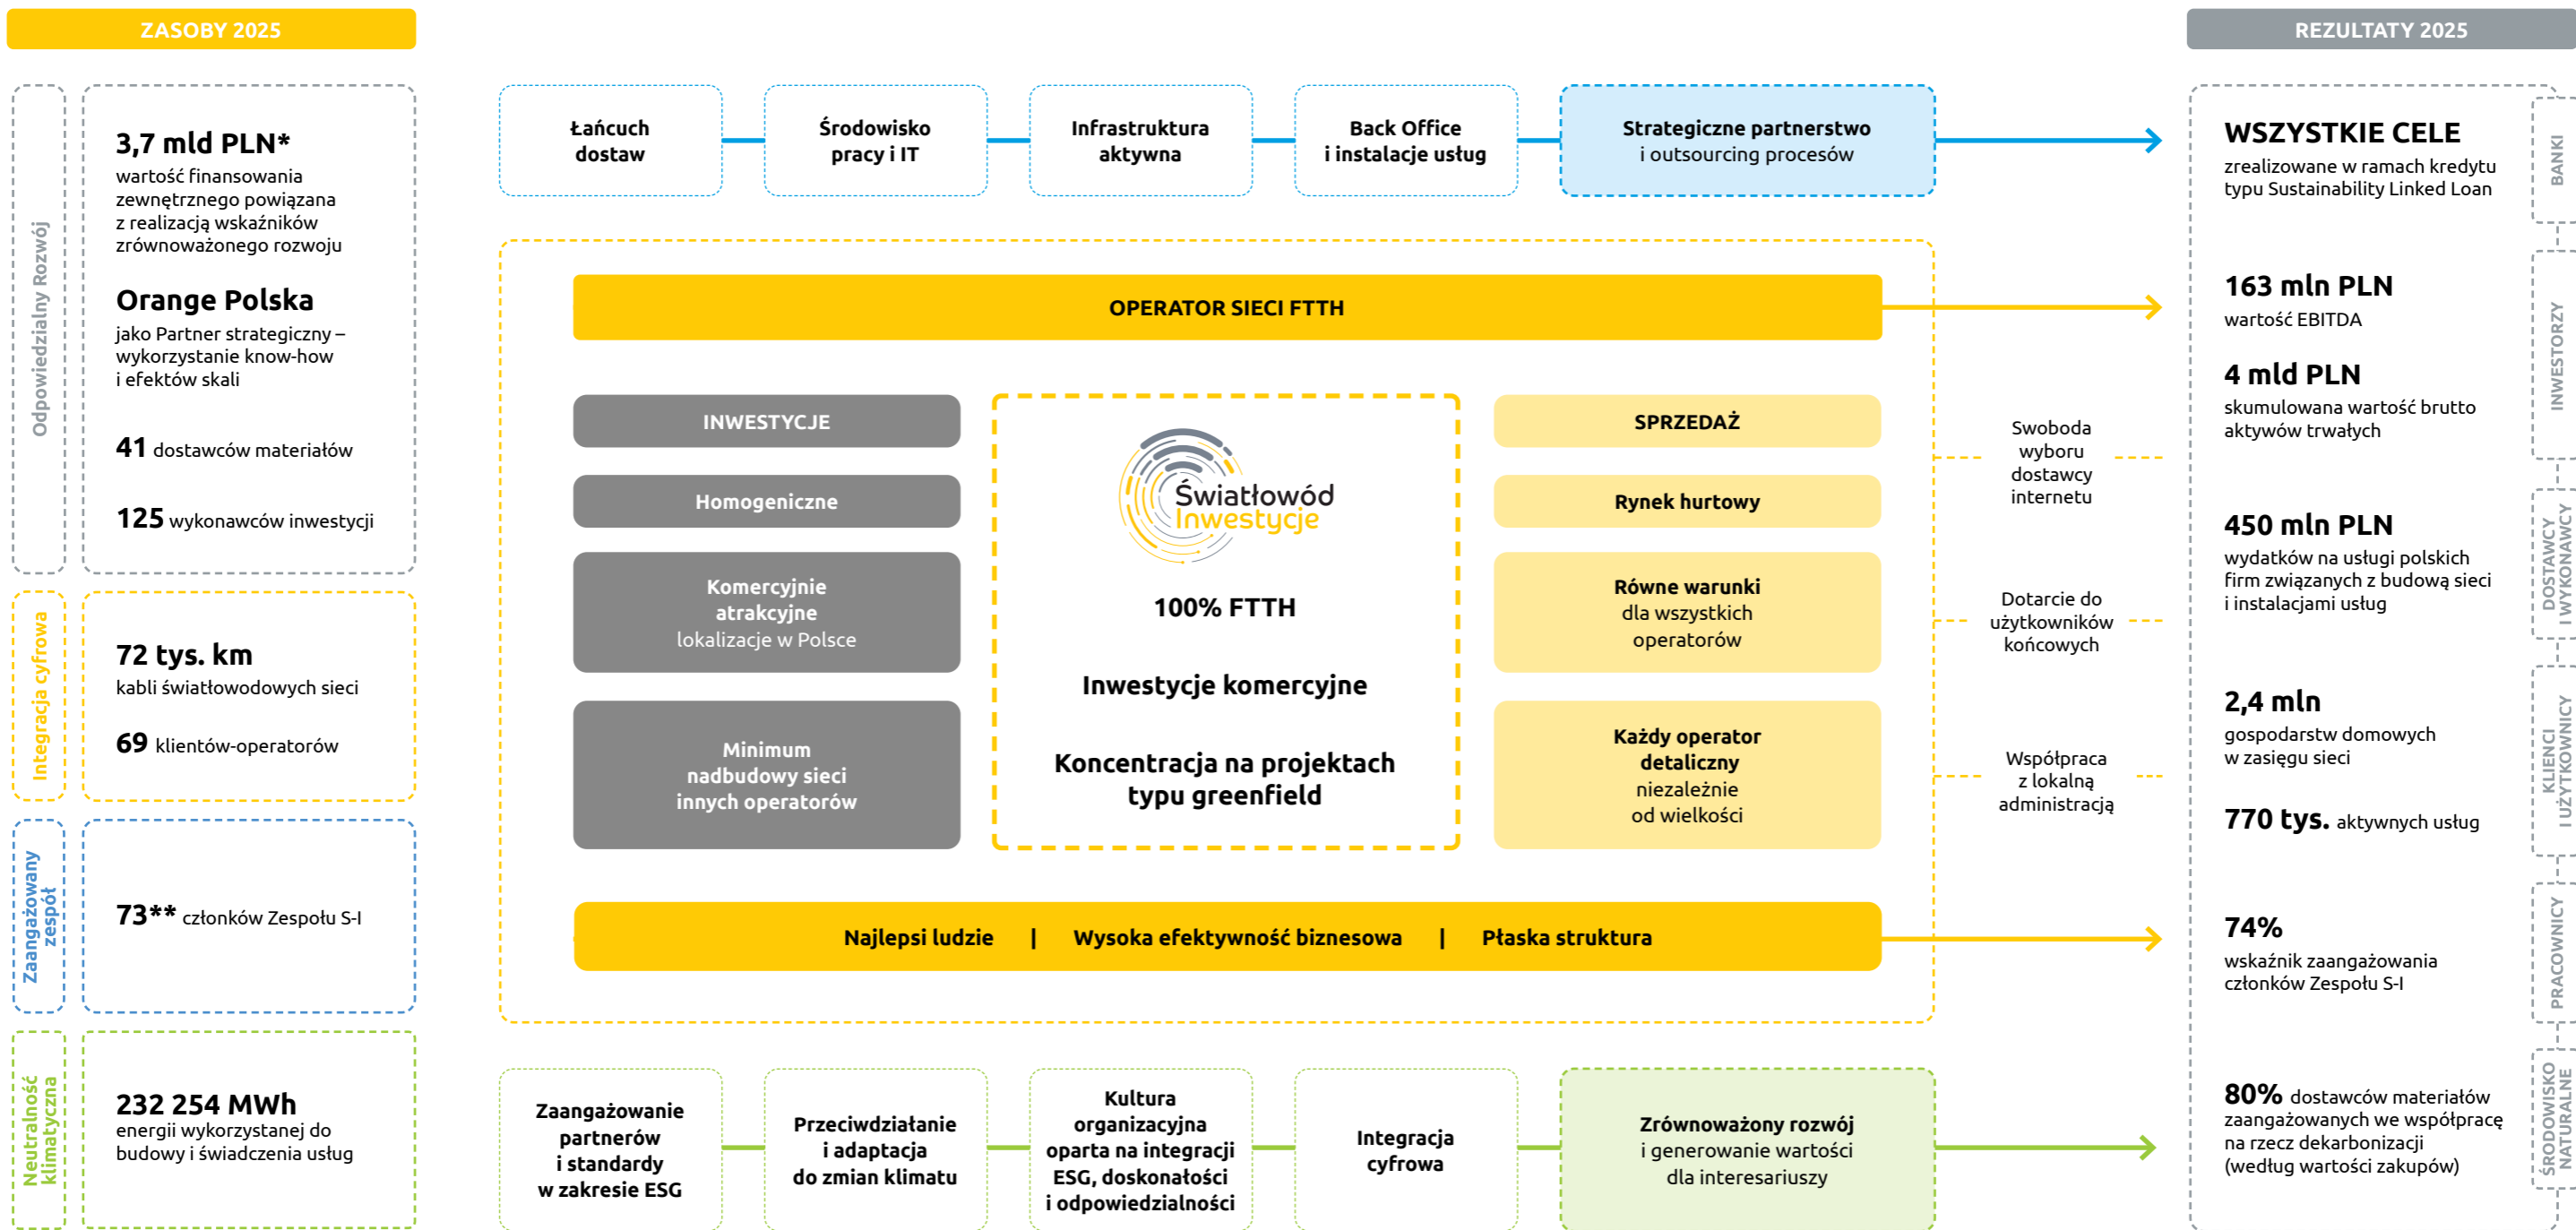 ZASOBY 2025
Odpowiedzialny Rozwój
3,7 mld PLN*
wartość finansowania
zewnętrznego powiązana
z realizacją wskaźników
zrównoważonego rozwoju
Orange Polska
jako Partner strategiczny –
wykorzystanie know-how
i efektów skali
41 dostawców materiałów
125 wykonawców inwestycji
Integracja cyfrowa
72 tys. km
kabli światłowodowych sieci
69 klientów-operatorów
Zaangażowany
zespół
73** członków Zespołu S-I
Neutralność
klimatyczna
232 254 MWh
energii wykorzystanej do
budowy i świadczenia usług
Łańcuch
dostaw
Środowisko
pracy i IT
Infrastruktura
aktywna
Back Office
i instalacje usług
Strategiczne partnerstwo
i outsourcing procesów
OPERATOR SIECI FTTH
INWESTYCJE
Homogeniczne
Komercyjnie
atrakcyjne
lokalizacje w Polsce
Minimum
nadbudowy sieci
innych operatorów
Światłowód
Inwestycje
100% FTTH
Inwestycje komercyjne
Koncentracja na projektach
typu greenfield
SPRZEDAŻ
Rynek hurtowy
Równe warunki
dla wszystkich
operatorów
Każdy operator
detaliczny
niezależnie
od wielkości
Najlepsi ludzie | Wysoka efektywność biznesowa | Płaska struktura
Swoboda
wyboru
dostawcy
internetu
Dotarcie do
użytkowników
końcowych
Współpraca
z lokalną
administracją
Zaangażowanie
partnerów
i standardy
w zakresie ESG
Przeciwdziałanie
i adaptacja
do zmian klimatu
Kultura
organizacyjna
oparta na integracji
ESG, doskonałości
i odpowiedzialności
Integracja
cyfrowa
Zrównoważony rozwój
i generowanie wartości
dla interesariuszy
REZULTATY 2025
WSZYSTKIE CELE
zrealizowane w ramach kredytu
typu Sustainability Linked Loan
BANKI
163 mln PLN
wartość EBITDA
4 mld PLN
skumulowana wartość brutto
aktywów trwałych
INWESTORZY
450 mln PLN
wydatków na usługi polskich
firm związanych z budową sieci
i instalacjami usług
DOSTAWCY
I WYKONAWCY
2,4 mln
gospodarstw domowych
w zasięgu sieci
770 tys. aktywnych usług
KLIENCI
I UŻYTKOWNICY
74%
wskaźnik zaangażowania
członków Zespołu S-I
PRACOWNICY
80% dostawców materiałów
zaangażowanych we współpracę
na rzecz dekarbonizacji
(według wartości zakupów)
ŚRODOWISKO
NATURALNE